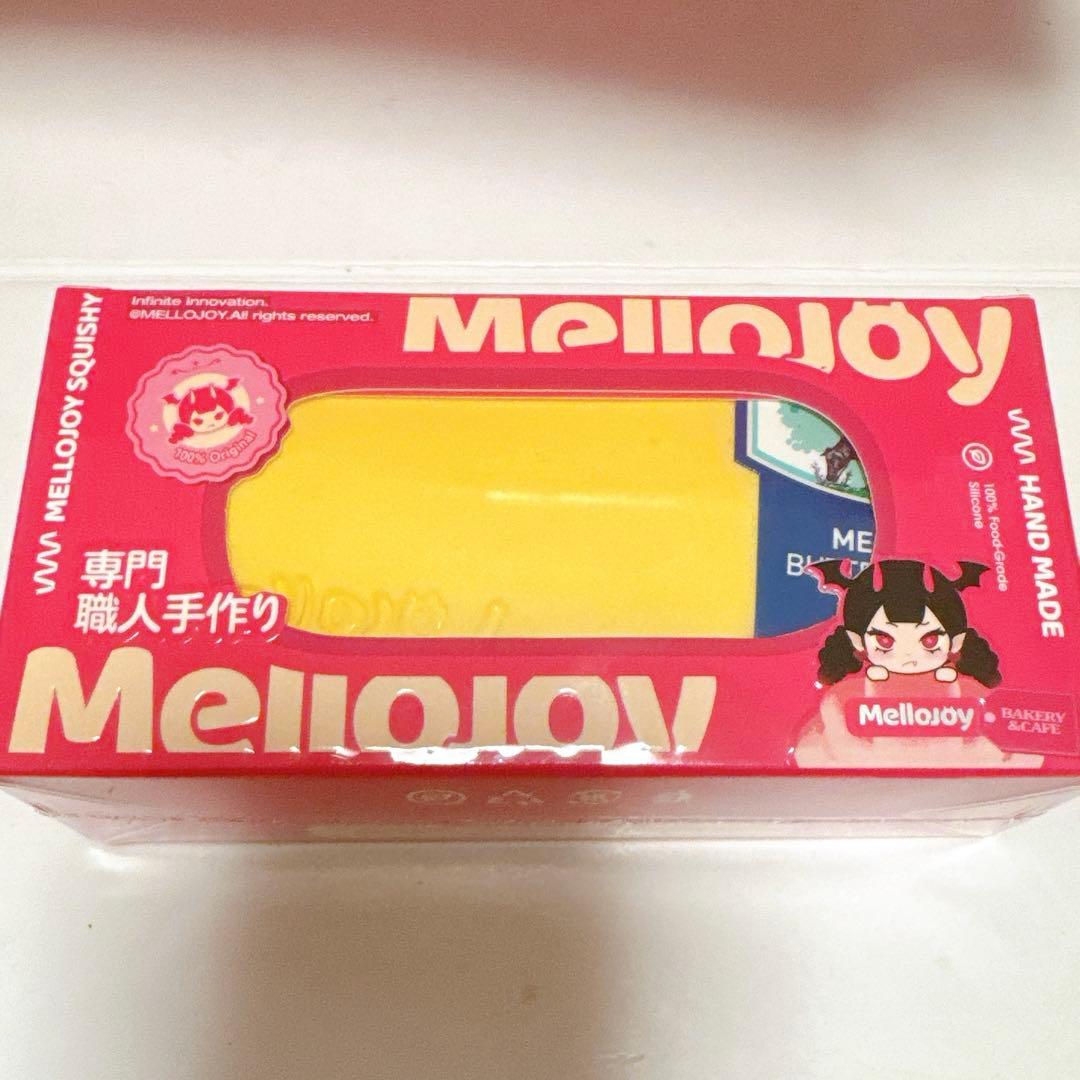 Infinite Innovation.
@MELLOJOY.All rights reserved.
Mellojoy
MELLOJOY SQUISHY
100% Original
HAND MADE
100% Food-Grade
Silicone
ME
専門
職人手作り
Mellojoy
Mellojoy
BAKERY
&CAFE